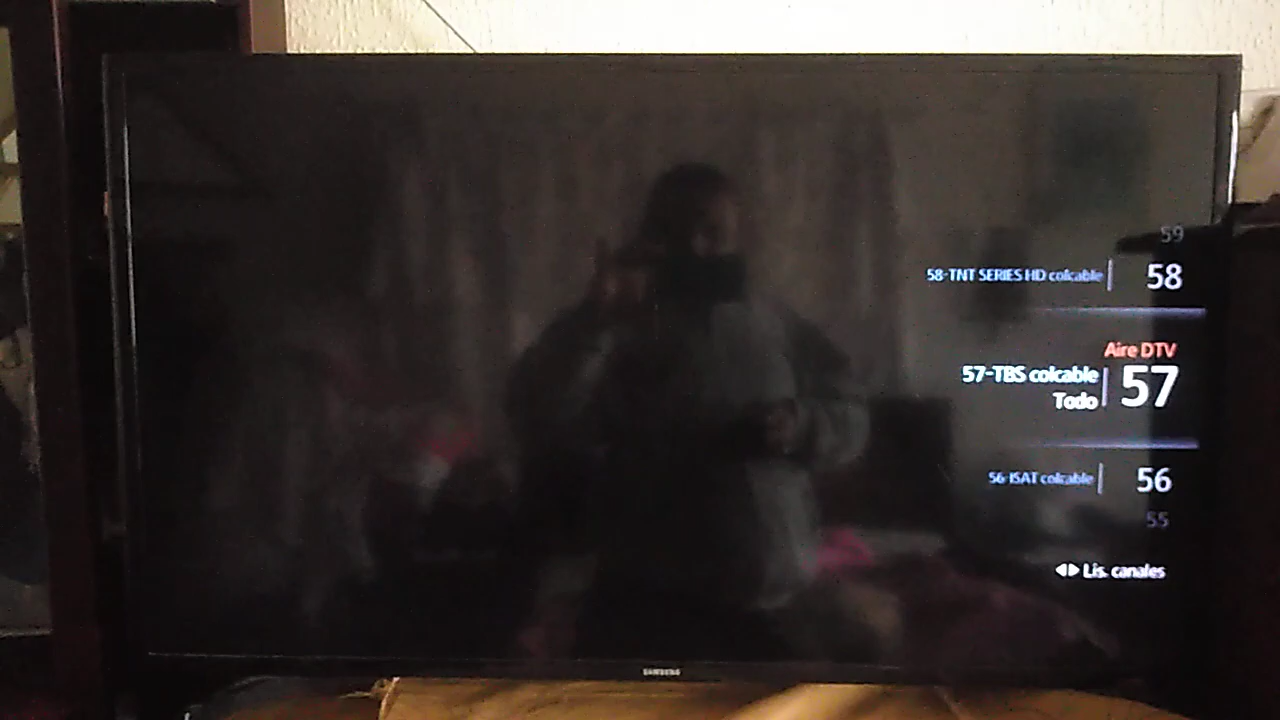 59
58-TNT SERIES HD colcable 58
Aire DTV
57-TBS colcable 57
Todo
56-ISAT colcable 56
55
Lis. canales
SAMSUNG